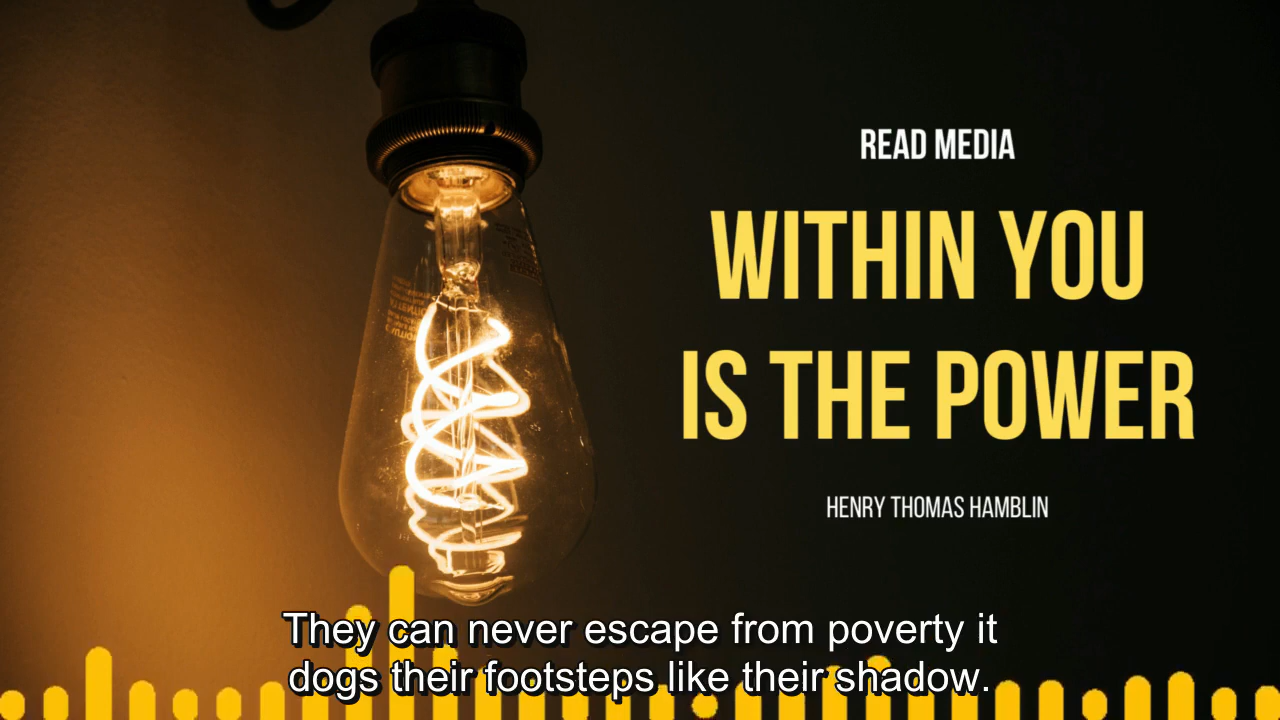 READ MEDIA
WITHIN YOU
IS THE POWER
HENRY THOMAS HAMBLIN
They can never escape from poverty it
dogs their footsteps like their shadow.